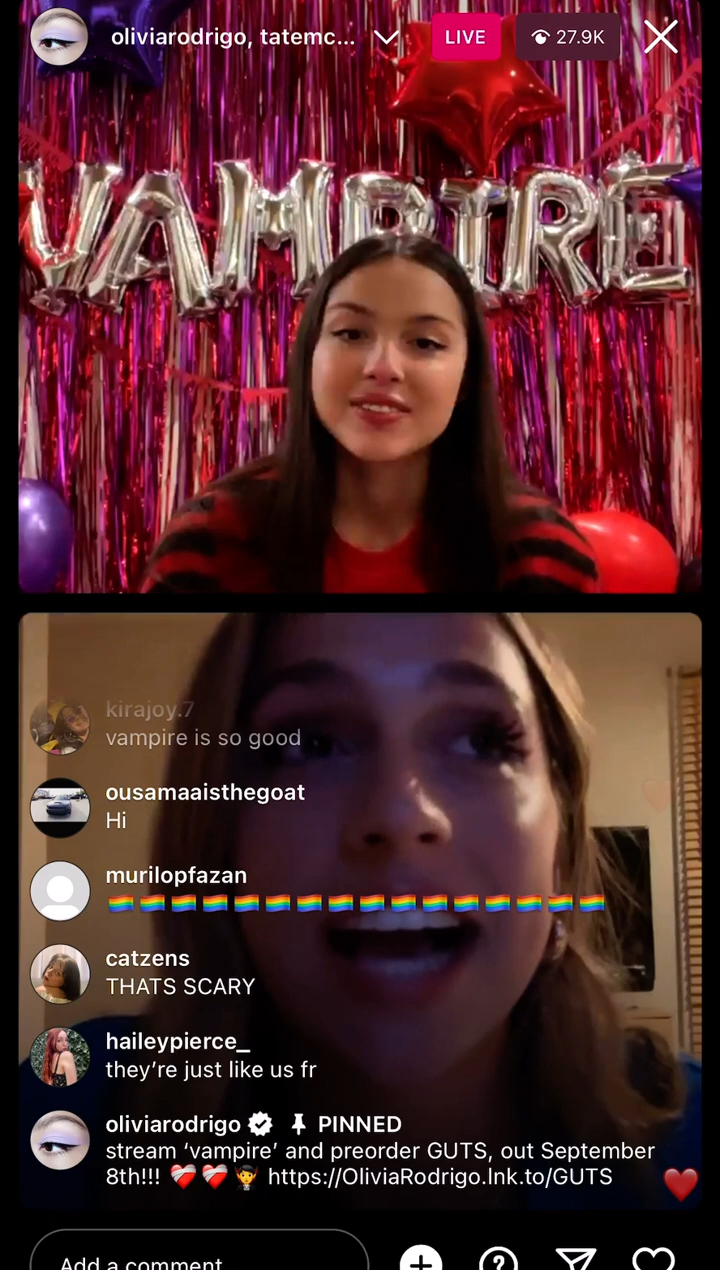 oliviarodrigo, tatemc...
LIVE
27.9K
VAMPIRE
kirajoy.7
vampire is so good
ousamaaisthegoat
Hi
murilopfazan
🏳️‍🌈🏳️‍🌈🏳️‍🌈🏳️‍🌈🏳️‍🌈🏳️‍🌈🏳️‍🌈🏳️‍🌈🏳️‍🌈🏳️‍🌈🏳️‍🌈🏳️‍🌈🏳️‍🌈🏳️‍🌈🏳️‍🌈🏳️‍🌈
catzens
THATS SCARY
haileypierce_
they’re just like us fr
oliviarodrigo PINNED
stream ‘vampire’ and preorder GUTS, out September
8th!!! ❤️‍🩹❤️‍🩹🧛 https://OliviaRodrigo.lnk.to/GUTS
Add a comment